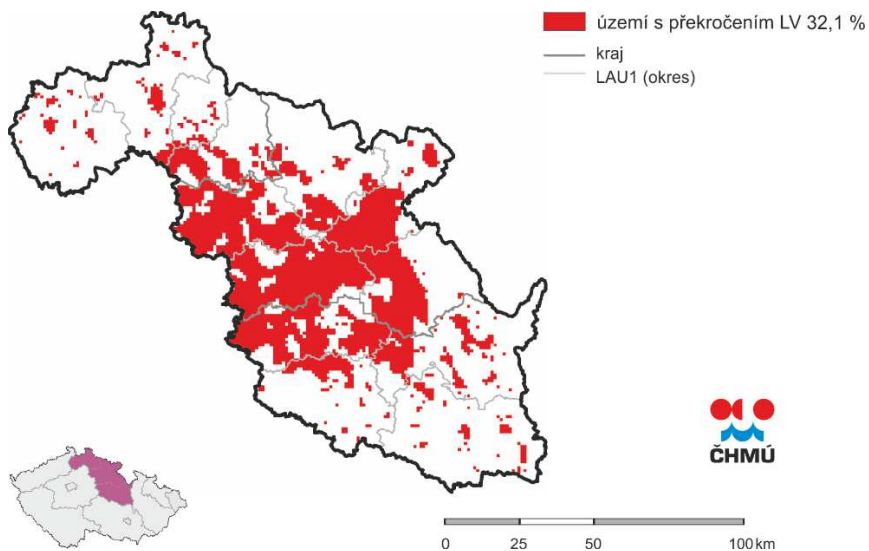 území s překročením LV 32,1 %
kraj
LAU1 (okres)
ČHMÚ
0 25 50 100 km